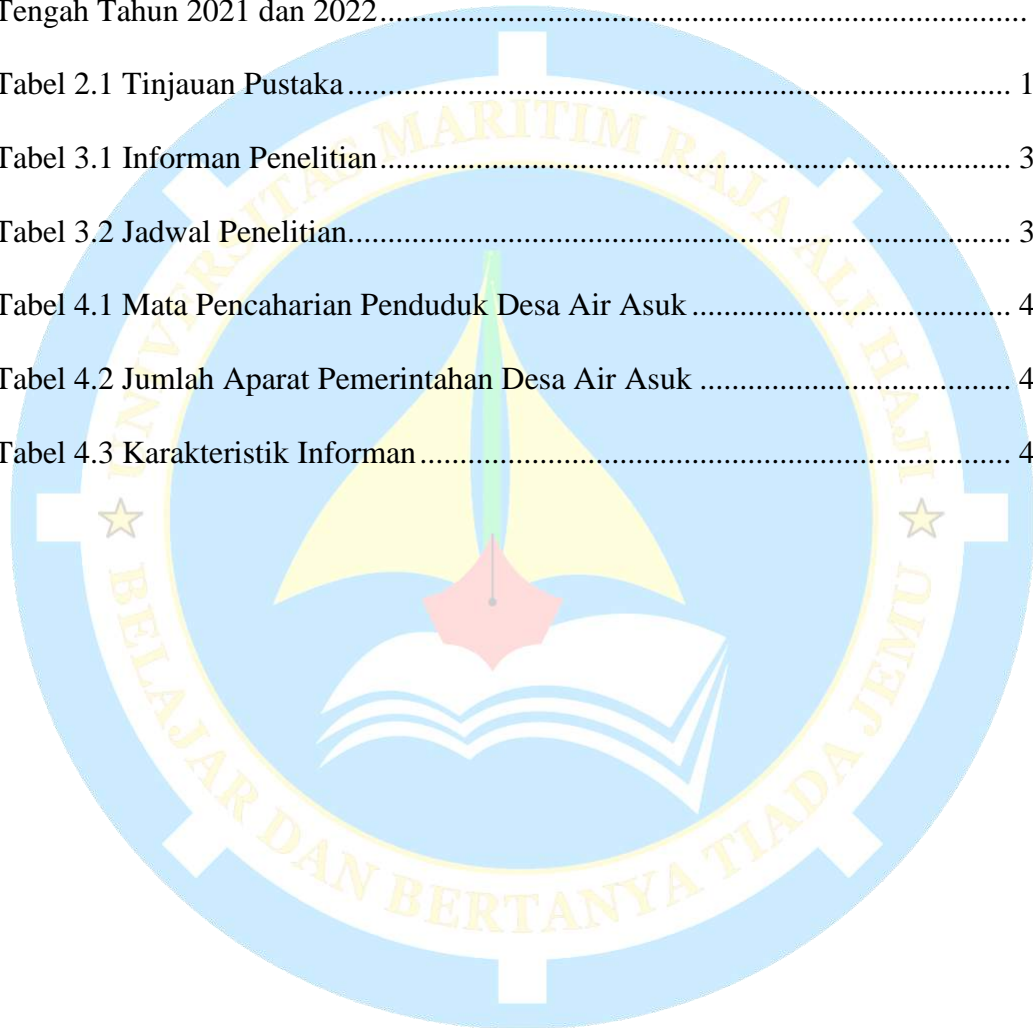 Tengah Tahun 2021 dan 2022..................................................................................
Tabel 2.1 Tinjauan Pustaka.................................................................................... 1
Tabel 3.1 Informan Penelitian................................................................................ 3
Tabel 3.2 Jadwal Penelitian.................................................................................... 3
Tabel 4.1 Mata Pencaharian Penduduk Desa Air Asuk ........................................ 4
Tabel 4.2 Jumlah Aparat Pemerintahan Desa Air Asuk ....................................... 4
Tabel 4.3 Karakteristik Informan........................................................................... 4
UNIVERSITAS MARITIM RAJA ALI HAJI
BELAJAR DAN BERTANYA TIADA JEMU